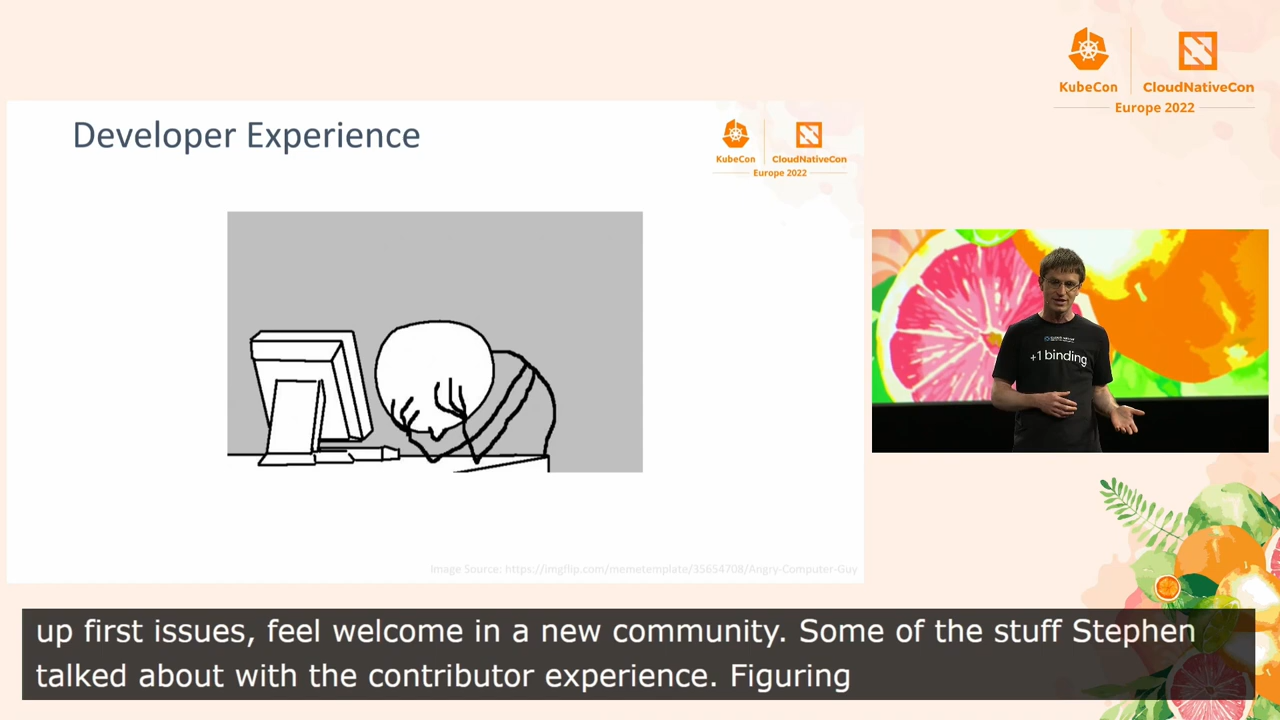 KubeCon
CloudNativeCon
Europe 2022
Developer Experience
KubeCon
CloudNativeCon
Europe 2022
+1 binding
Image Source: https://imgflip.com/memetemplate/35654708/Angry-Computer-Guy
up first issues, feel welcome in a new community. Some of the stuff Stephen
talked about with the contributor experience. Figuring